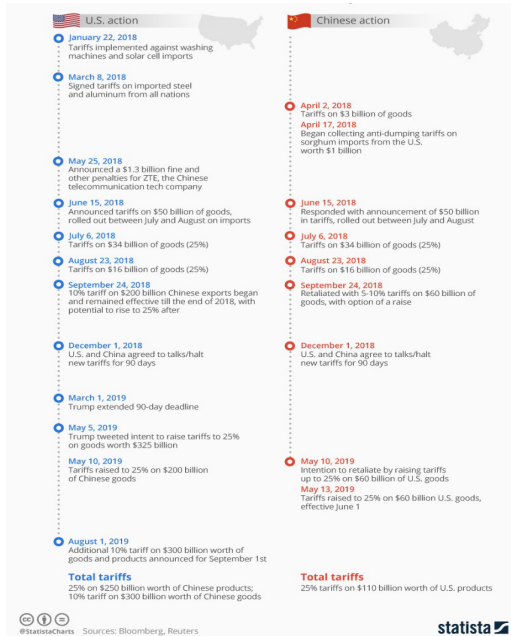 U.S. action
January 22, 2018
Tariffs implemented against washing
machines and solar cell imports
March 8, 2018
Signed tariffs on imported steel
and aluminum from all nations
May 25, 2018
Announced a $1.3 billion fine and
other penalties for ZTE, the Chinese
telecommunication tech company
June 15, 2018
Announced tariffs on $50 billion of goods,
rolled out between July and August on imports
July 6, 2018
Tariffs on $34 billion of goods (25%)
August 23, 2018
Tariffs on $16 billion of goods (25%)
September 24, 2018
10% tariff on $200 billion Chinese exports began
and remained effective till the end of 2018, with
potential to rise to 25% after
December 1, 2018
U.S. and China agreed to talks/halt
new tariffs for 90 days
March 1, 2019
Trump extended 90-day deadline
May 5, 2019
Trump tweeted intent to raise tariffs to 25%
on goods worth $325 billion
May 10, 2019
Tariffs raised to 25% on $200 billion
of Chinese goods
August 1, 2019
Additional 10% tariff on $300 billion worth of
goods and products announced for September 1st
Total tariffs
25% on $250 billion worth of Chinese products;
10% tariff on $300 billion worth of Chinese goods
Chinese action
April 2, 2018
Tariffs on $3 billion of goods
April 17, 2018
Began collecting anti-dumping tariffs on
sorghum imports from the U.S.
worth $1 billion
June 15, 2018
Responded with announcement of $50 billion
in tariffs, rolled out between July and August
July 6, 2018
Tariffs on $34 billion of goods (25%)
August 23, 2018
Tariffs on $16 billion of goods (25%)
September 24, 2018
Retaliated with 5-10% tariffs on $60 billion of
goods, with option of a raise
December 1, 2018
U.S. and China agree to talks/halt
new tariffs for 90 days
May 10, 2019
Intention to retaliate by raising tariffs
up to 25% on $60 billion of U.S. goods
May 13, 2019
Tariffs raised to 25% on $60 billion U.S. goods,
effective June 1
Total tariffs
25% tariffs on $110 billion worth of U.S. products
@StatistaCharts Sources: Bloomberg, Reuters
statista